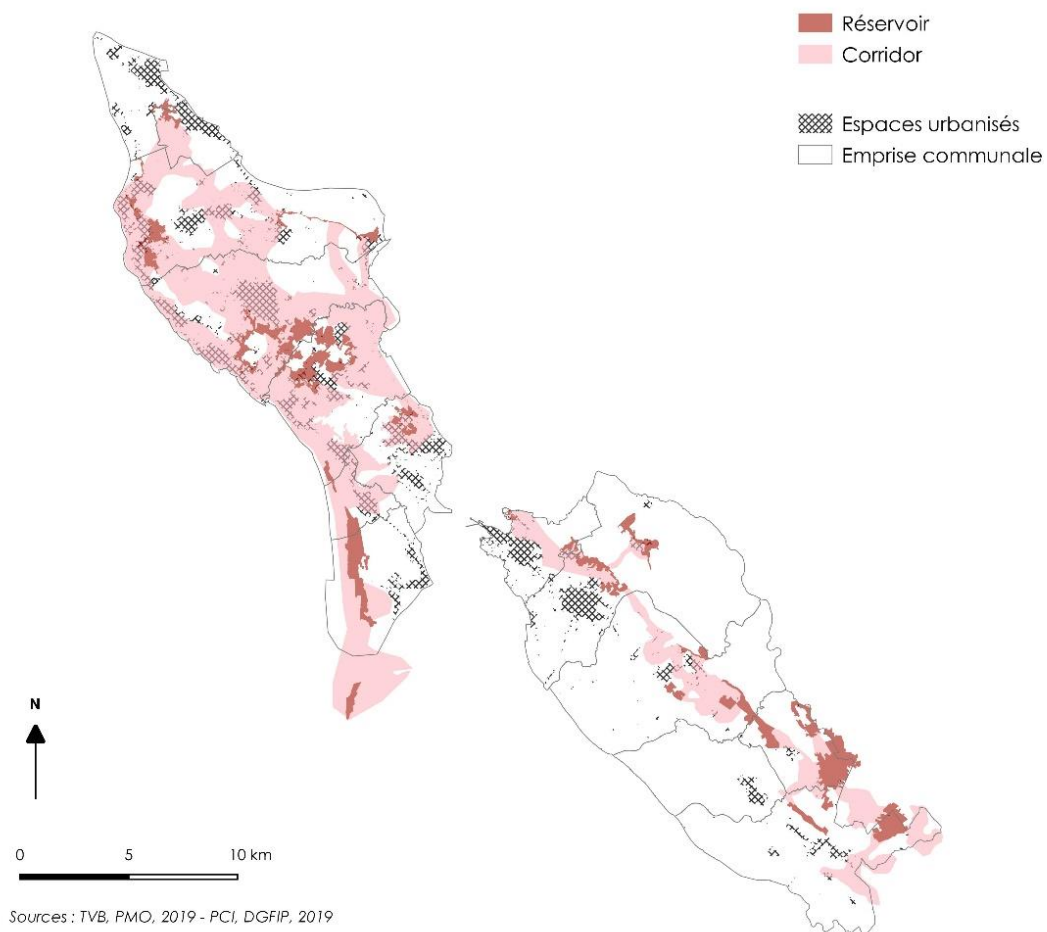 Réservoir
Corridor
Espaces urbanisés
Emprise communale
N
0 5 10 km
Sources : TVB, PMO, 2019 - PCI, DGFIP, 2019